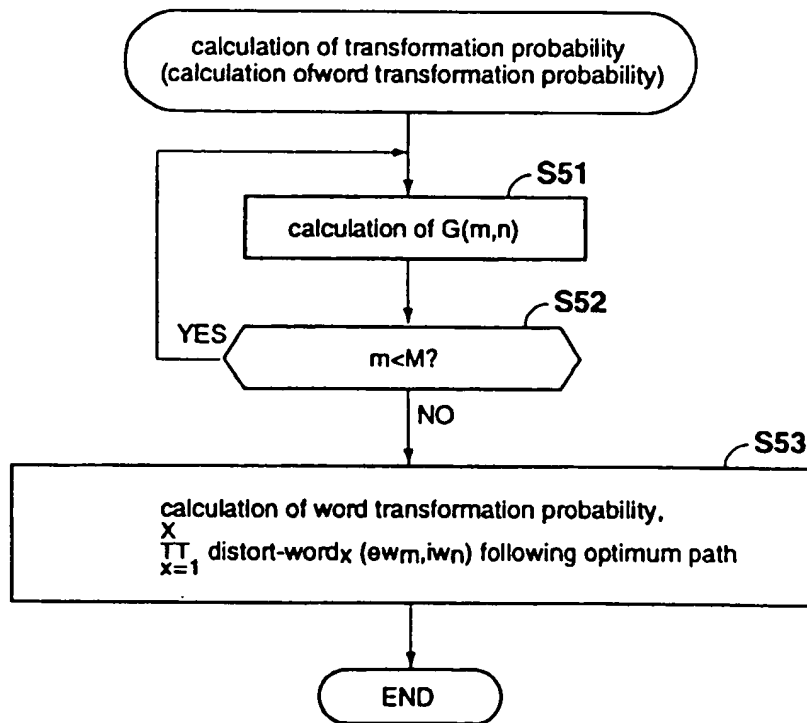 calculation of transformation probability
(calculation ofword transformation probability)
S51
calculation of G(m,n)
S52
YES
m<M?
NO
S53
calculation of word transformation probability,
X
TT distort-wordx (ewm,iwn) following optimum path
x=1
END